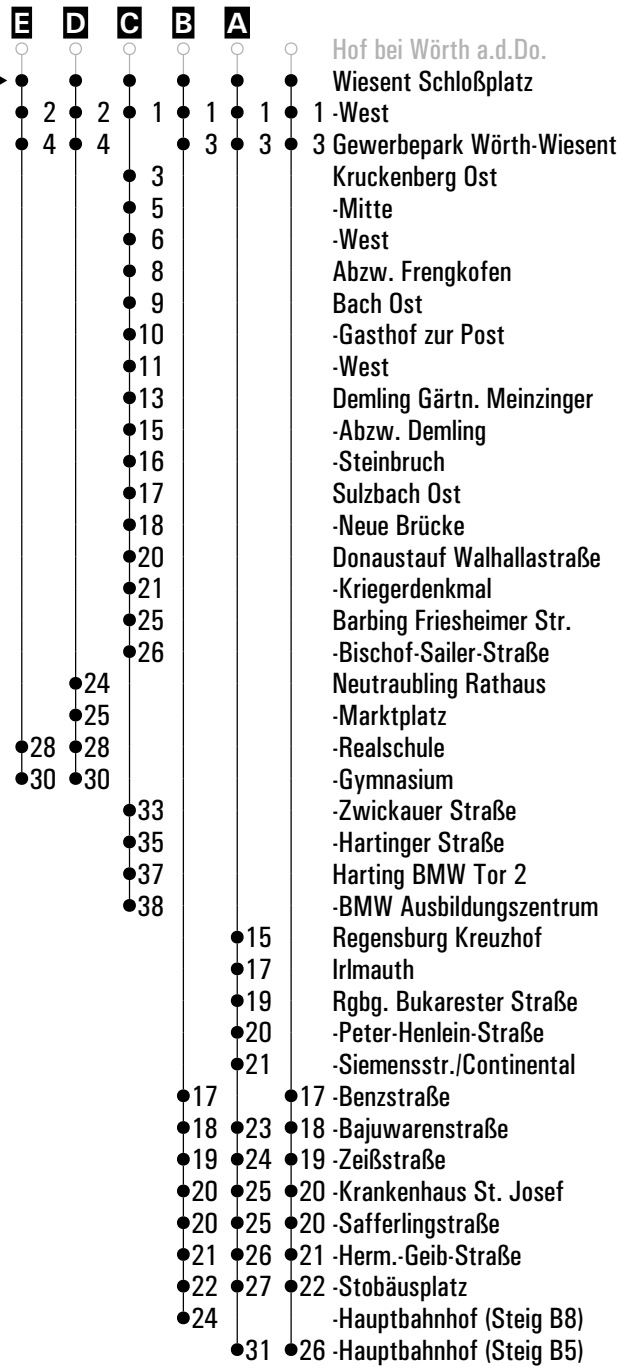 E D C B A
Hof bei Wörth a.d.Do.
Wiesent Schloßplatz
2 2 1 1 1 1 -West
4 4 3 3 3 Gewerbepark Wörth-Wiesent
3 Kruckenberg Ost
5 -Mitte
6 -West
8 Abzw. Frengkofen
9 Bach Ost
10 -Gasthof zur Post
11 -West
13 Demling Gärtn. Meinzinger
15 -Abzw. Demling
16 -Steinbruch
17 Sulzbach Ost
18 -Neue Brücke
20 Donaustauf Walhallastraße
21 -Kriegerdenkmal
25 Barbing Friesheimer Str.
26 -Bischof-Sailer-Straße
24 Neutraubling Rathaus
25 -Marktplatz
28 28 -Realschule
30 30 -Gymnasium
33 -Zwickauer Straße
35 -Hartinger Straße
37 Harting BMW Tor 2
38 -BMW Ausbildungszentrum
15 Regensburg Kreuzhof
17 Irlmauth
19 Rgbg. Bukarester Straße
20 -Peter-Henlein-Straße
21 -Siemensstr./Continental
17 17 -Benzstraße
18 23 18 -Bajuwarenstraße
19 24 19 -Zeißstraße
20 25 20 -Krankenhaus St. Josef
20 25 20 -Safferlingstraße
21 26 21 -Herm.-Geib-Straße
22 27 22 -Stobäusplatz
24 -Hauptbahnhof (Steig B8)
31 26 -Hauptbahnhof (Steig B5)